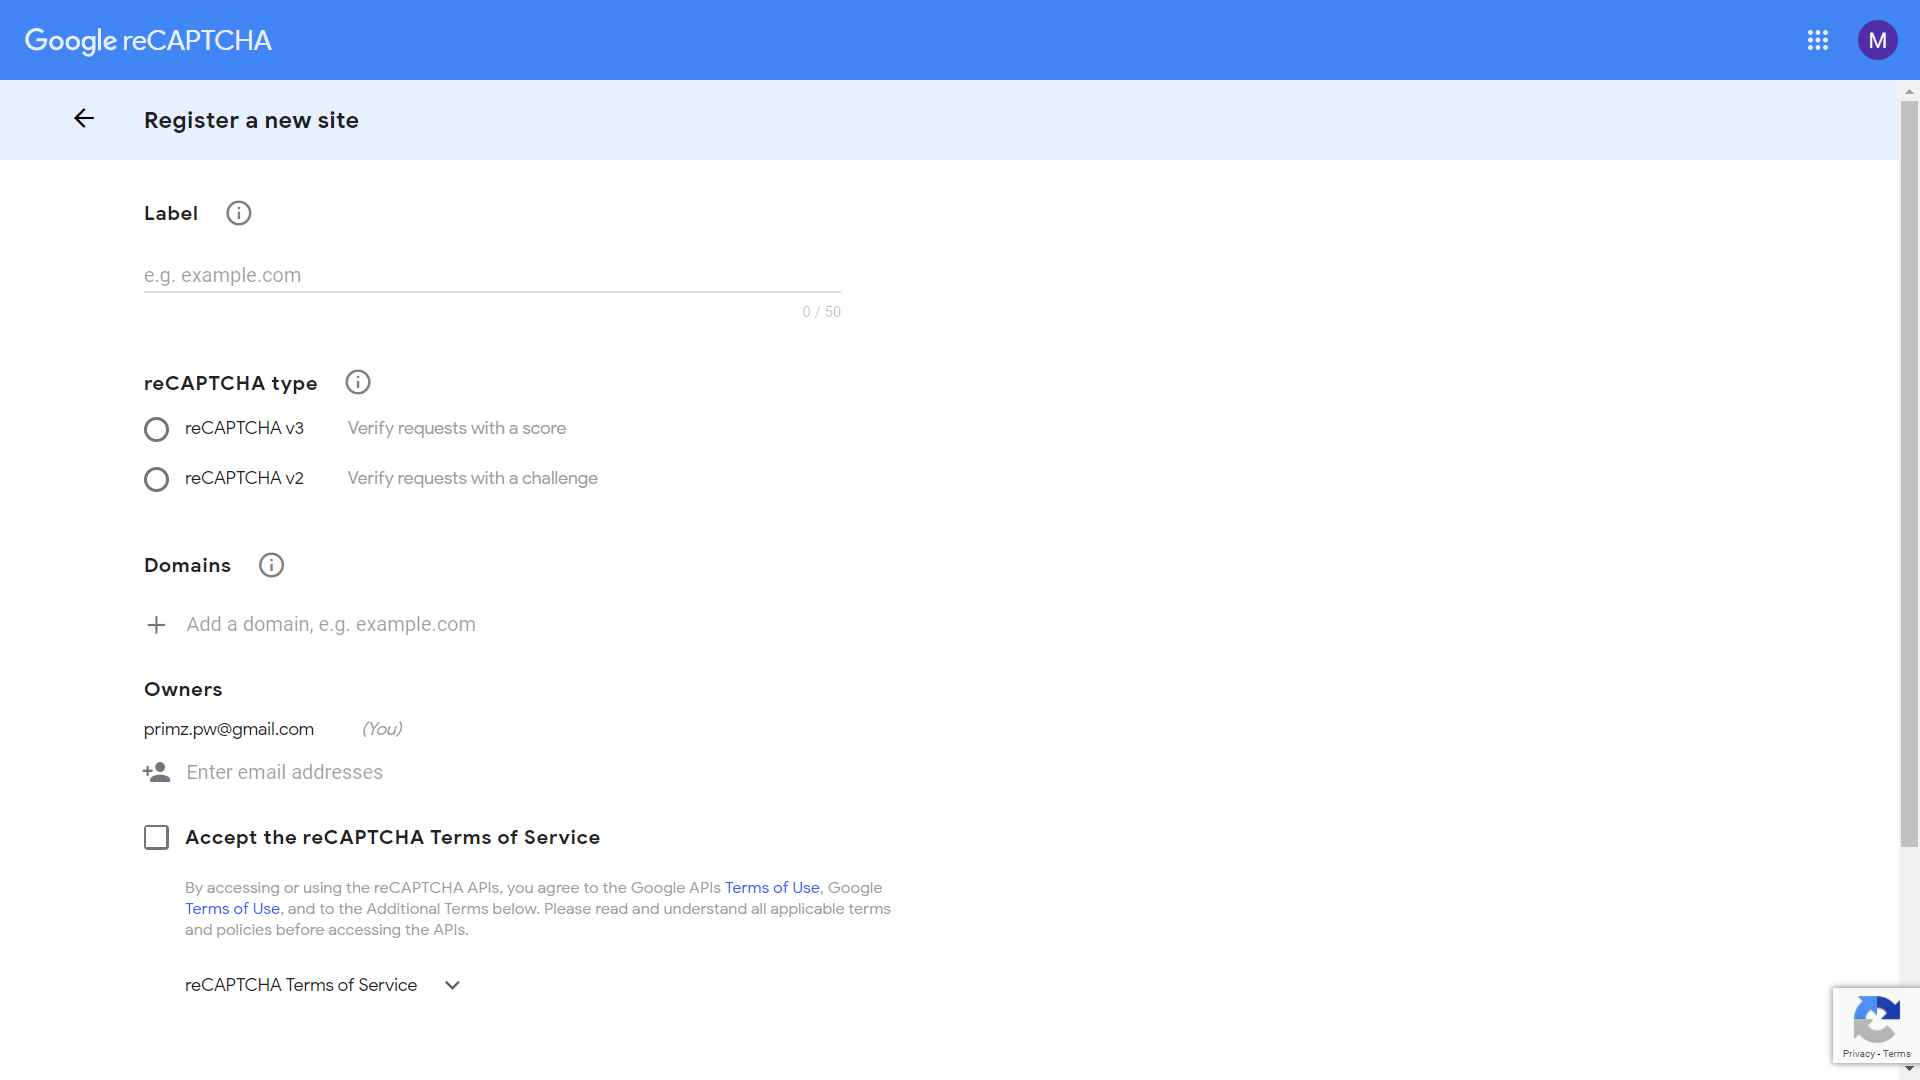 Google reCAPTCHA
M
Register a new site
Label
e.g. example.com
0 / 50
reCAPTCHA type
reCAPTCHA v3 Verify requests with a score
reCAPTCHA v2 Verify requests with a challenge
Domains
Add a domain, e.g. example.com
Owners
primz.pw@gmail.com (You)
Enter email addresses
Accept the reCAPTCHA Terms of Service
By accessing or using the reCAPTCHA APIs, you agree to the Google APIs Terms of Use, Google
Terms of Use, and to the Additional Terms below. Please read and understand all applicable terms
and policies before accessing the APIs.
reCAPTCHA Terms of Service
Privacy - Terms